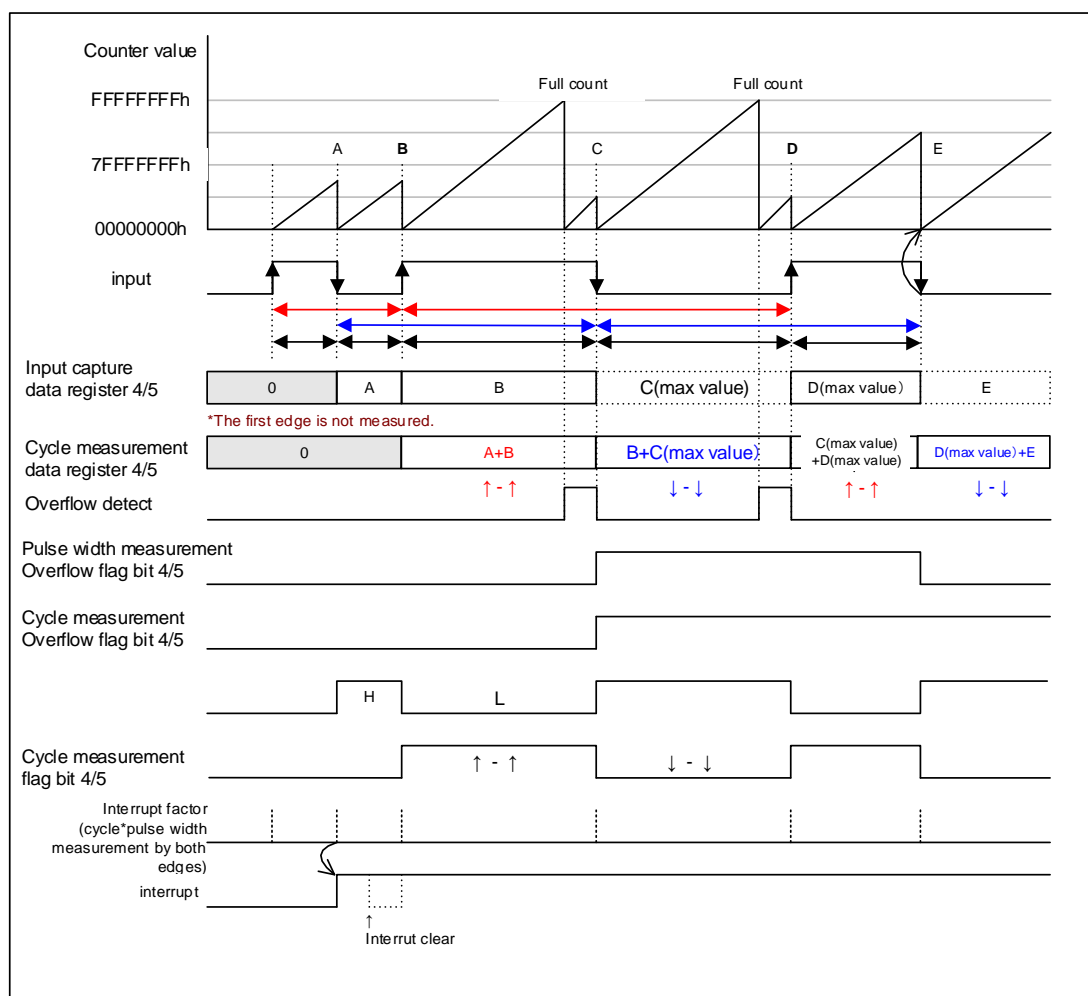 Counter value
Full count
Full count
FFFFFFFFh
A
B
C
D
E
7FFFFFFFh
00000000h
input
Input capture
data register 4/5
0
A
B
C(max value)
D(max value)
E
*The first edge is not measured.
Cycle measurement
data register 4/5
0
A+B
B+C(max value)
C(max value)
+D(max value)
D(max value)+E
↑ - ↑
↓ - ↓
↑ - ↑
↓ - ↓
Overflow detect
Pulse width measurement
Overflow flag bit 4/5
Cycle measurement
Overflow flag bit 4/5
H
L
Cycle measurement
flag bit 4/5
↑ - ↑
↓ - ↓
Interrupt factor
(cycle*pulse width
measurement by both
edges)
interrupt
↑
Interrut clear